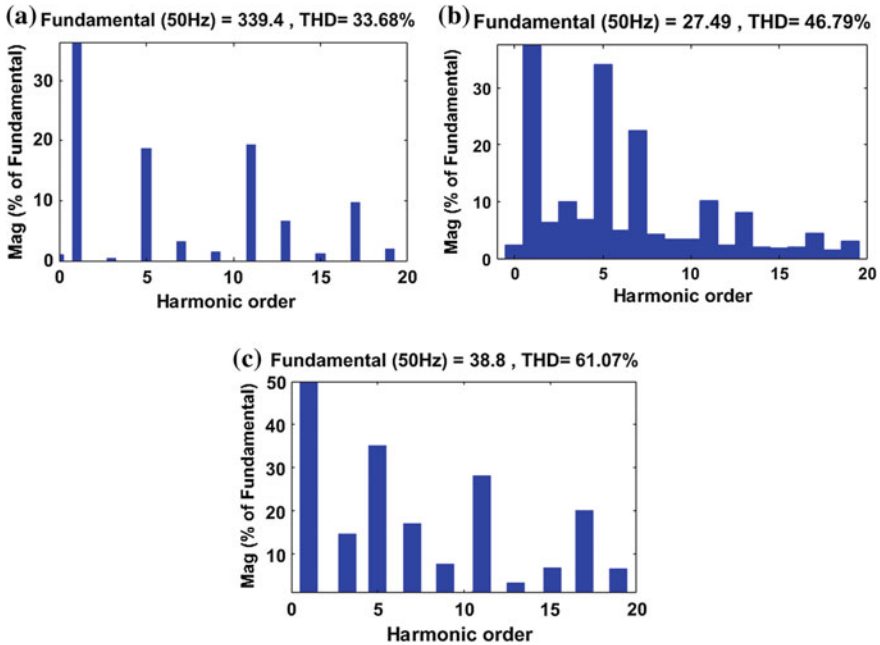 (a) Fundamental (50Hz) = 339.4 , THD= 33.68%
Mag (% of Fundamental)
30
20
10
0
0 5 10 15 20
Harmonic order
(b) Fundamental (50Hz) = 27.49 , THD= 46.79%
Mag (% of Fundamental)
30
20
10
0
0 5 10 15 20
Harmonic order
(c) Fundamental (50Hz) = 38.8 , THD= 61.07%
Mag (% of Fundamental)
50
40
30
20
10
0 5 10 15 20
Harmonic order